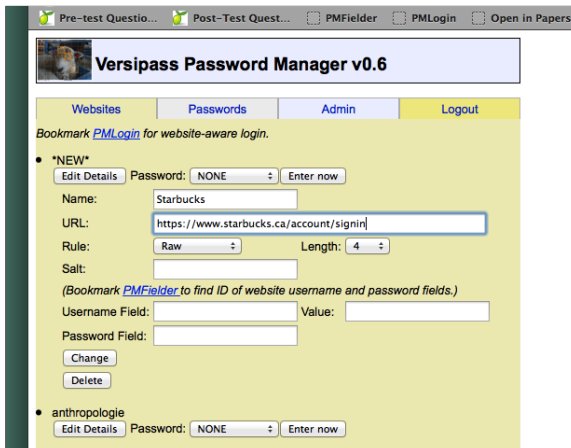 Pre-test Questio... Post-Test Quest... PMFielder PMLogin Open in Papers
Versipass Password Manager v0.6
Websites Passwords Admin Logout
Bookmark PMLogin for website-aware login.
*NEW*
Edit Details Password: NONE Enter now
Name: Starbucks
URL: https://www.starbucks.ca/account/signin
Rule: Raw Length: 4
Salt:
(Bookmark PMFielder to find ID of website username and password fields.)
Username Field: Value:
Password Field:
Change
Delete
anthropologie
Edit Details Password: NONE Enter now